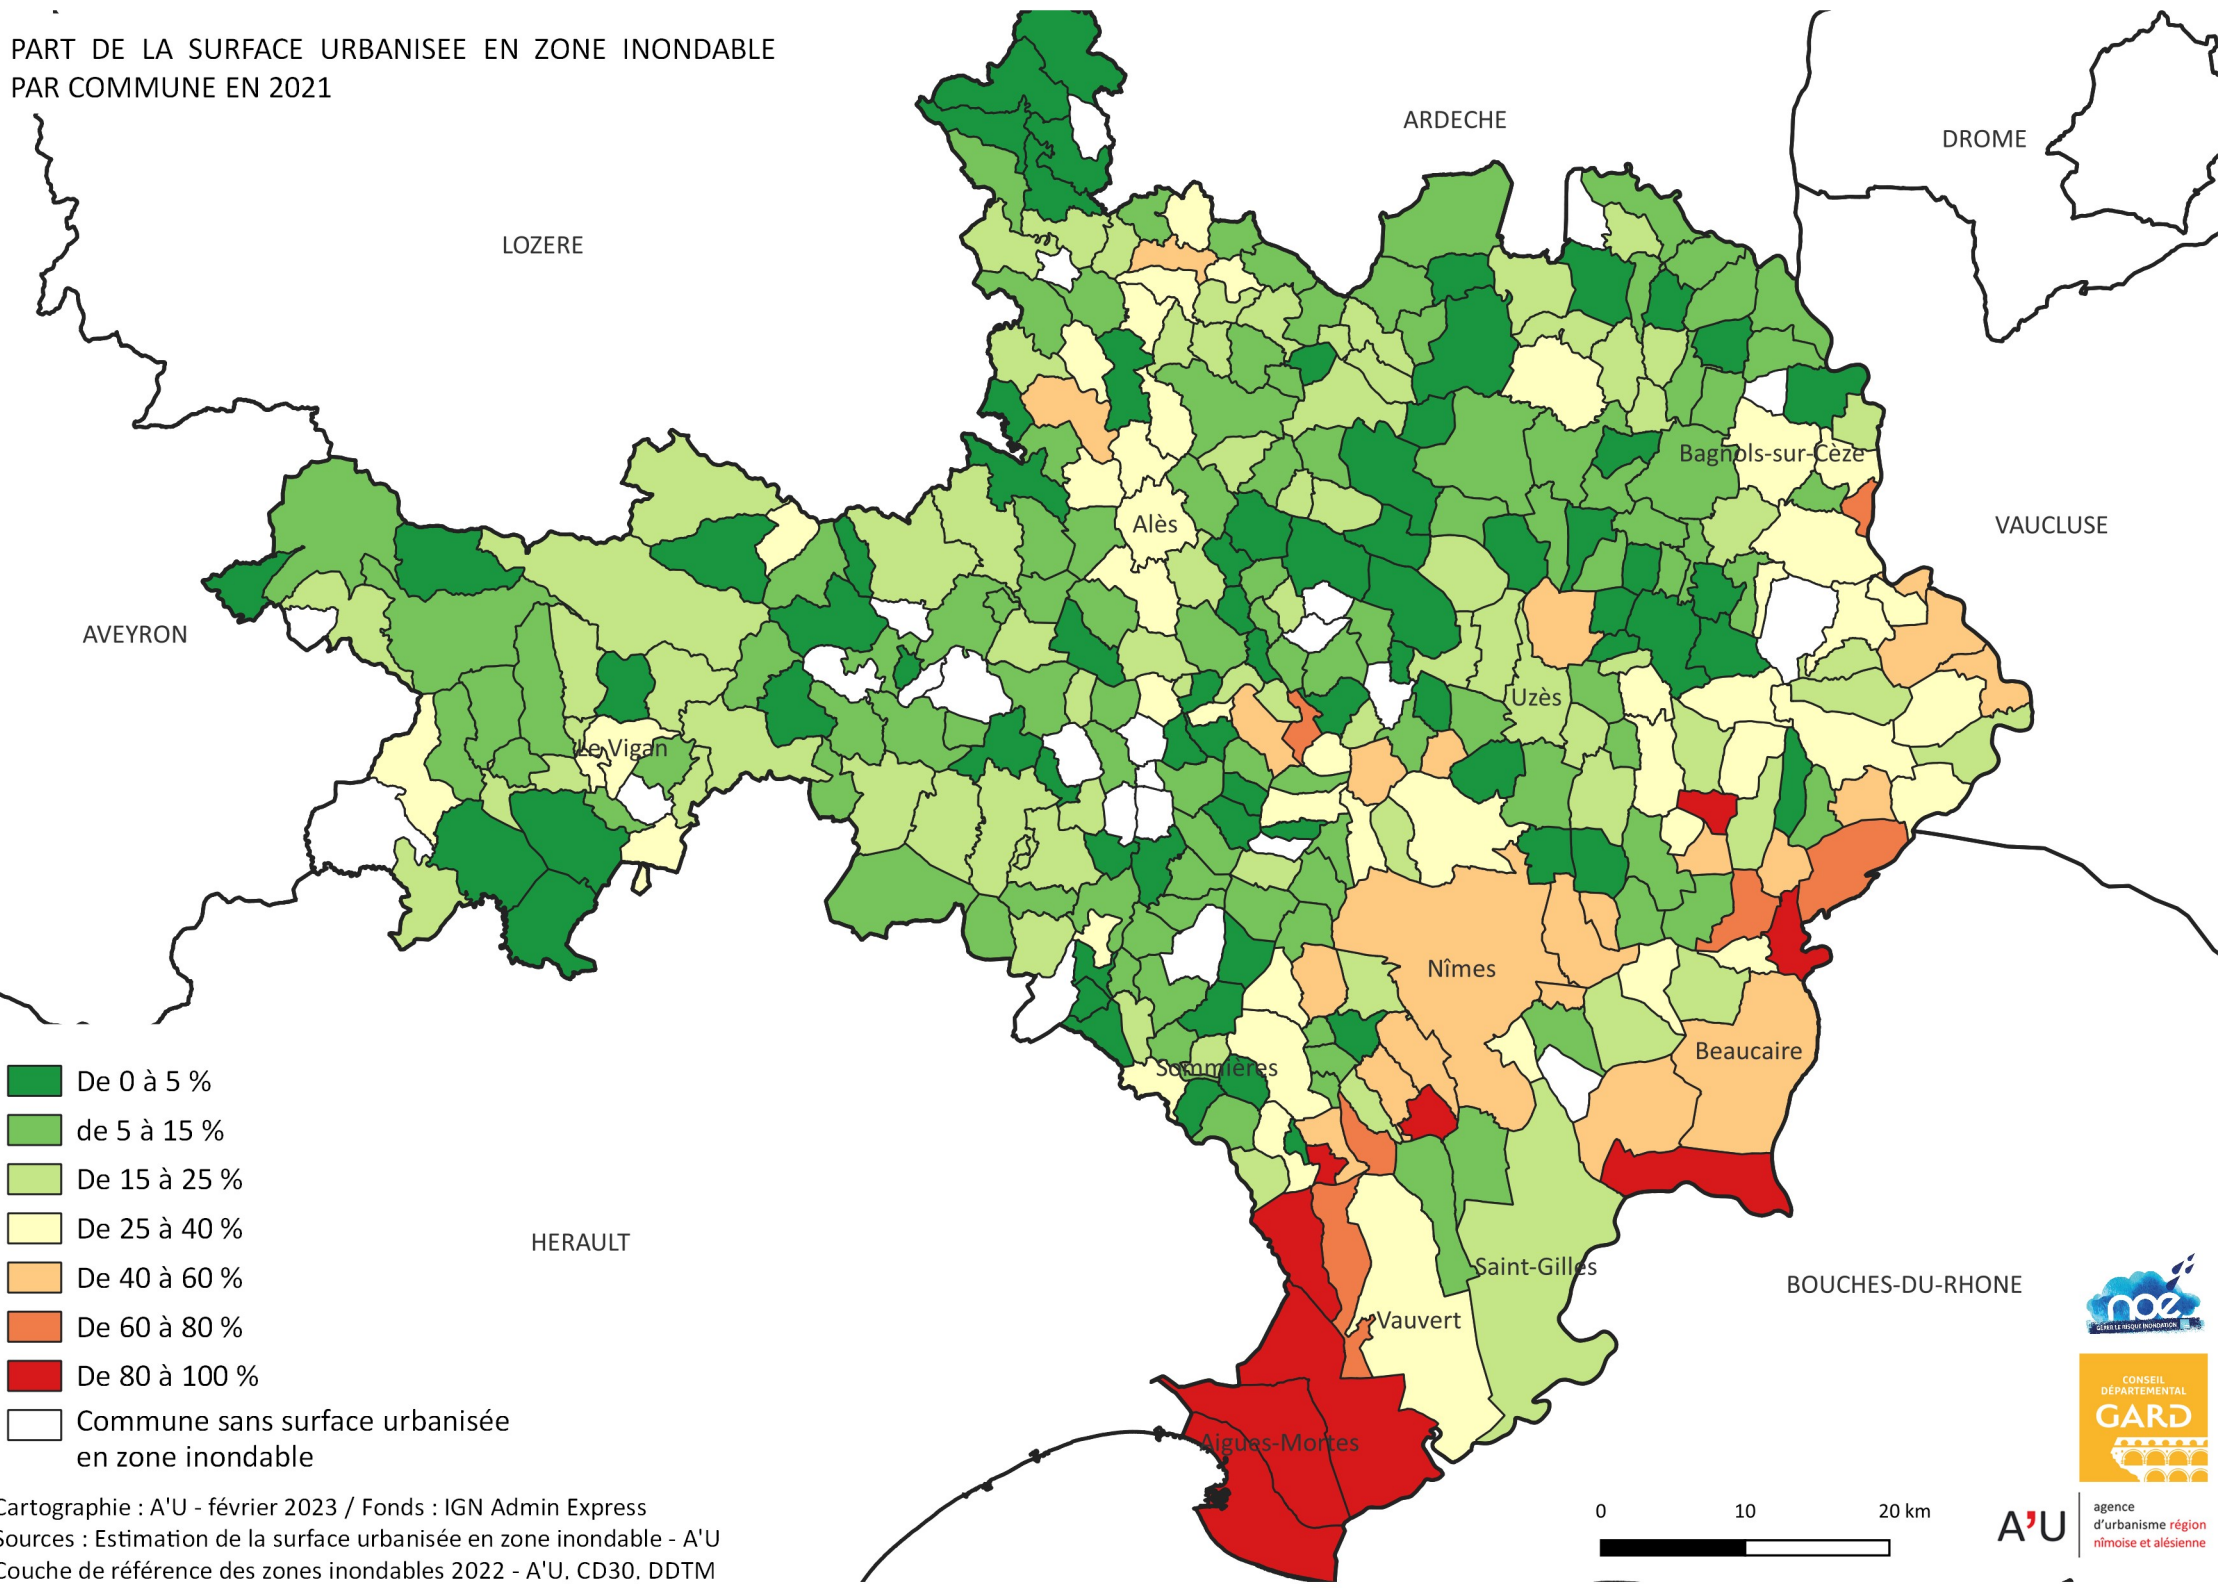 PART DE LA SURFACE URBANISEE EN ZONE INONDABLE
PAR COMMUNE EN 2021
ARDECHE
DROME
LOZERE
Bagnols-sur-Cèze
Alès
VAUCLUSE
AVEYRON
Uzès
Le Vigan
Nîmes
Beaucaire
Sommières
HERAULT
Saint-Gilles
BOUCHES-DU-RHONE
Vauvert
Aigues-Mortes
De 0 à 5 %
de 5 à 15 %
De 15 à 25 %
De 25 à 40 %
De 40 à 60 %
De 60 à 80 %
De 80 à 100 %
Commune sans surface urbanisée
en zone inondable
Cartographie : A'U - février 2023 / Fonds : IGN Admin Express
Sources : Estimation de la surface urbanisée en zone inondable - A'U
Couche de référence des zones inondables 2022 - A'U, CD30, DDTM
0 10 20 km
noe
GÉRER LE RISQUE INONDATION
CONSEIL
DÉPARTEMENTAL
GARD
A'U
agence
d'urbanisme région
nîmoise et alésienne